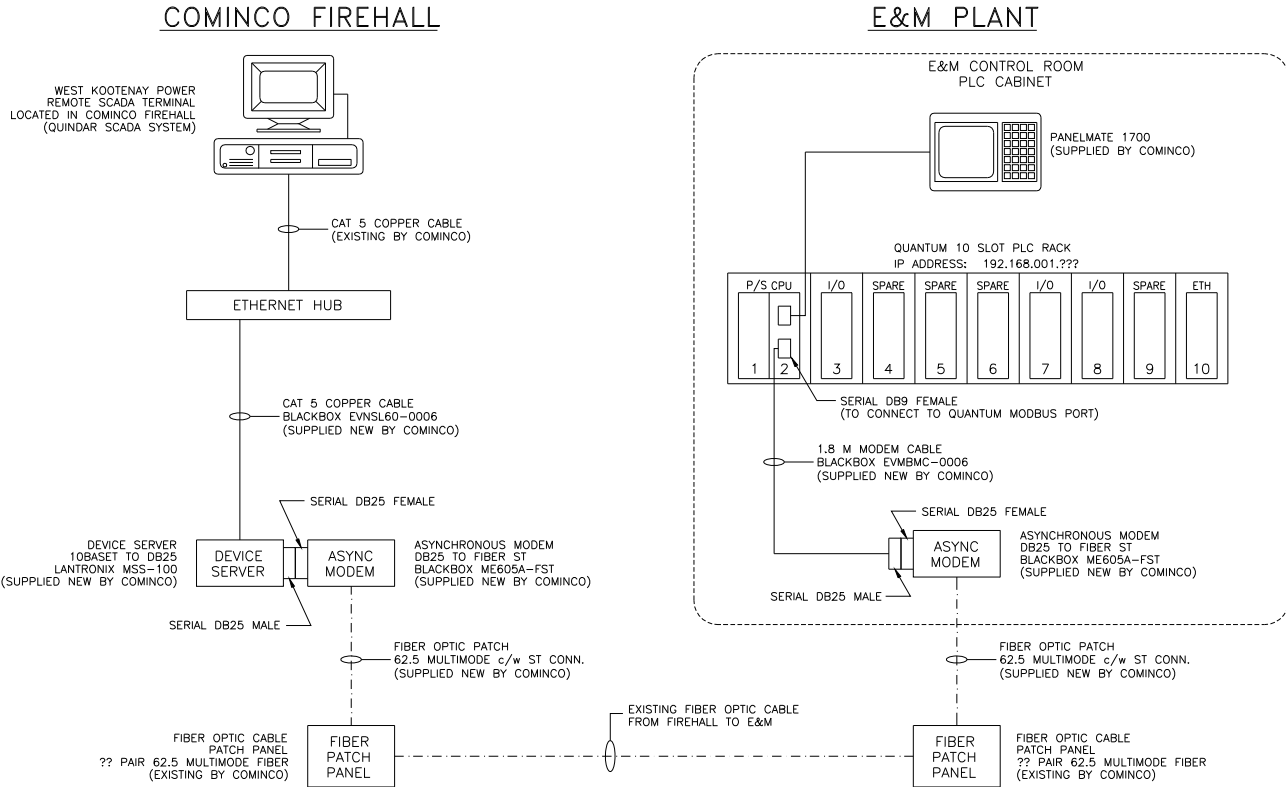 COMINCO FIREHALL
WEST KOOTENAY POWER
REMOTE SCADA TERMINAL
LOCATED IN COMINCO FIREHALL
(QUINDAR SCADA SYSTEM)
CAT 5 COPPER CABLE
(EXISTING BY COMINCO)
ETHERNET HUB
CAT 5 COPPER CABLE
BLACKBOX EVNSL60-0006
(SUPPLIED NEW BY COMINCO)
SERIAL DB25 FEMALE
DEVICE SERVER
10BASET TO DB25
LANTRONIX MSS-100
(SUPPLIED NEW BY COMINCO)
DEVICE
SERVER
ASYNC
MODEM
ASYNCHRONOUS MODEM
DB25 TO FIBER ST
BLACKBOX ME605A-FST
(SUPPLIED NEW BY COMINCO)
SERIAL DB25 MALE
FIBER OPTIC PATCH
62.5 MULTIMODE c/w ST CONN.
(SUPPLIED NEW BY COMINCO)
FIBER OPTIC CABLE
PATCH PANEL
?? PAIR 62.5 MULTIMODE FIBER
(EXISTING BY COMINCO)
FIBER
PATCH
PANEL
EXISTING FIBER OPTIC CABLE
FROM FIREHALL TO E&M
E&M PLANT
E&M CONTROL ROOM
PLC CABINET
PANELMATE 1700
(SUPPLIED BY COMINCO)
QUANTUM 10 SLOT PLC RACK
IP ADDRESS: 192.168.001.???
P/S CPU I/O SPARE SPARE SPARE I/O I/O SPARE ETH
1 2 3 4 5 6 7 8 9 10
SERIAL DB9 FEMALE
(TO CONNECT TO QUANTUM MODBUS PORT)
1.8 M MODEM CABLE
BLACKBOX EVMBMC-0006
(SUPPLIED NEW BY COMINCO)
SERIAL DB25 FEMALE
ASYNC
MODEM
ASYNCHRONOUS MODEM
DB25 TO FIBER ST
BLACKBOX ME605A-FST
(SUPPLIED NEW BY COMINCO)
SERIAL DB25 MALE
FIBER OPTIC PATCH
62.5 MULTIMODE c/w ST CONN.
(SUPPLIED NEW BY COMINCO)
FIBER
PATCH
PANEL
FIBER OPTIC CABLE
PATCH PANEL
?? PAIR 62.5 MULTIMODE FIBER
(EXISTING BY COMINCO)